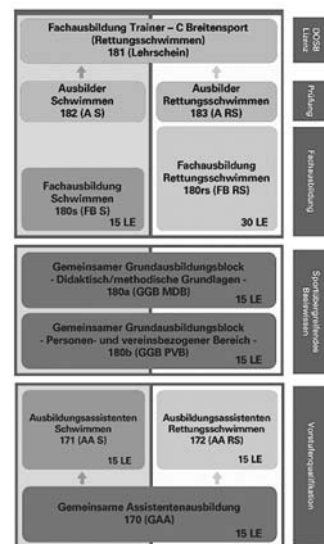 Fachausbildung Trainer – C Breitensport
(Rettungsschwimmen)
181 (Lehrschein)
DOSB
Lizenz
Ausbilder
Schwimmen
182 (A S)
Ausbilder
Rettungsschwimmen
183 (A RS)
Prüfung
Fachausbildung
Schwimmen
180s (FB S)
15 LE
Fachausbildung
Rettungsschwimmen
180rs (FB RS)
30 LE
Fachausbildung
Gemeinsamer Grundausbildungsblock
- Didaktisch/methodische Grundlagen -
180a (GGB MDB)
15 LE
Gemeinsamer Grundausbildungsblock
- Personen- und vereinsbezogener Bereich -
180b (GGB PVB)
15 LE
Sportübergreifendes
Basiswissen
Ausbildungsassistenten
Schwimmen
171 (AA S)
15 LE
Ausbildungsassistenten
Rettungsschwimmen
172 (AA RS)
15 LE
Gemeinsame Assistentenausbildung
170 (GAA)
15 LE
Vorstufenqualifikation